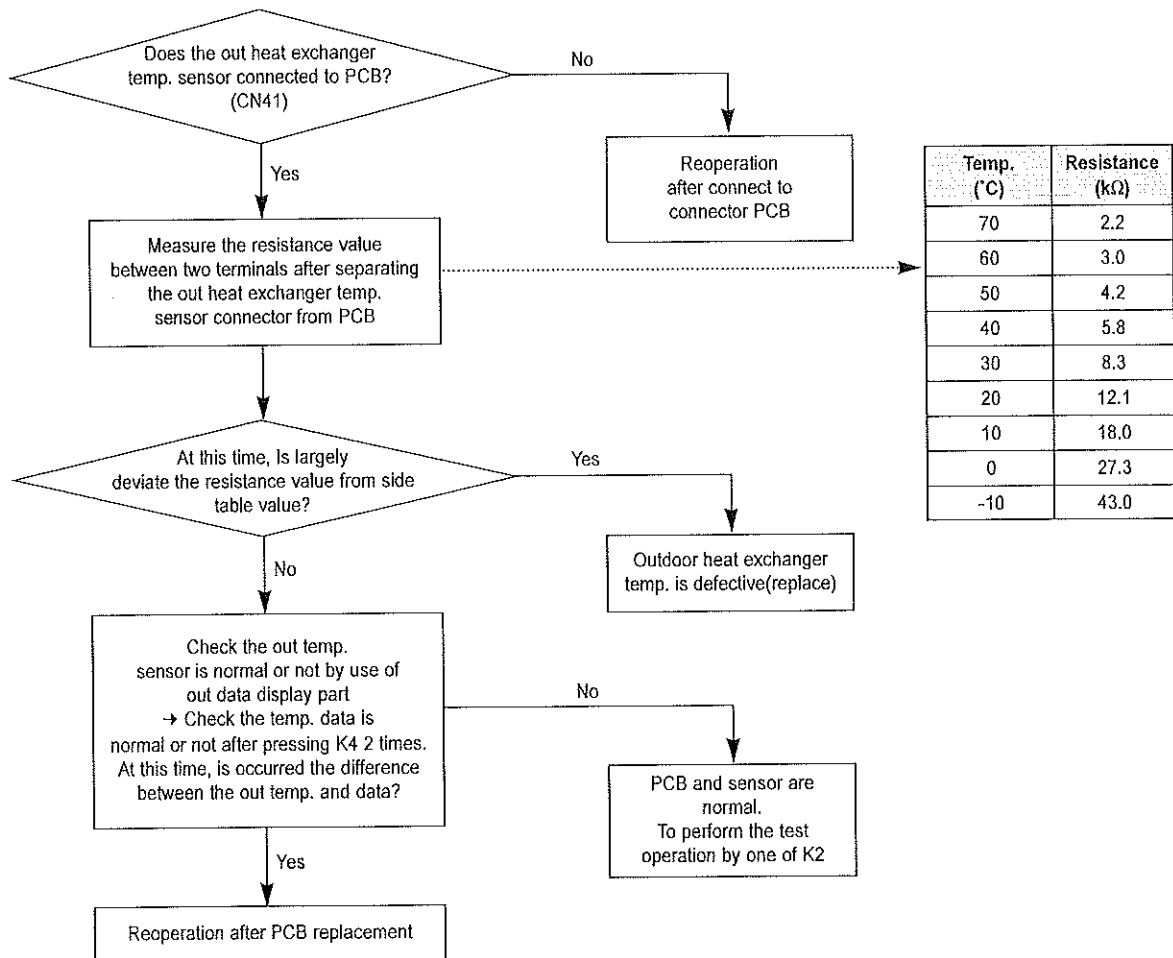 Does the out heat exchanger
temp. sensor connected to PCB?
(CN41)
No
Reoperation
after connect to
connector PCB
Yes
Measure the resistance value
between two terminals after separating
the out heat exchanger temp.
sensor connector from PCB
Temp. Resistance
(°C) (kΩ)
70 2.2
60 3.0
50 4.2
40 5.8
30 8.3
20 12.1
10 18.0
0 27.3
-10 43.0
At this time, Is largely
deviate the resistance value from side
table value?
Yes
Outdoor heat exchanger
temp. is defective(replace)
No
Check the out temp.
sensor is normal or not by use of
out data display part
→ Check the temp. data is
normal or not after pressing K4 2 times.
At this time, is occurred the difference
between the out temp. and data?
No
PCB and sensor are
normal.
To perform the test
operation by one of K2
Yes
Reoperation after PCB replacement